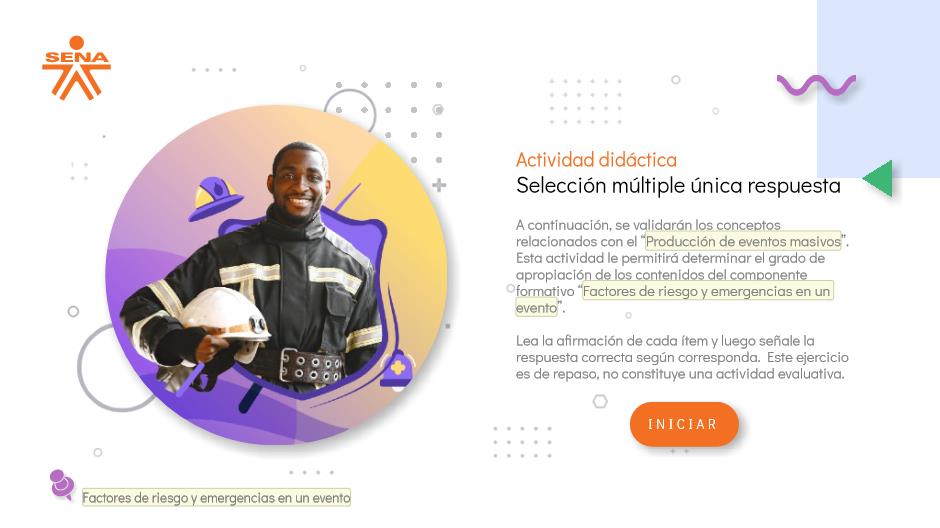 SENA
Actividad didáctica
Selección múltiple única respuesta
A continuación, se validarán los conceptos
relacionados con el “Producción de eventos masivos”.
Esta actividad le permitirá determinar el grado de
apropiación de los contenidos del componente
formativo “Factores de riesgo y emergencias en un
evento”.
Lea la afirmación de cada ítem y luego señale la
respuesta correcta según corresponda. Este ejercicio
es de repaso, no constituye una actividad evaluativa.
INICIAR
Factores de riesgo y emergencias en un evento